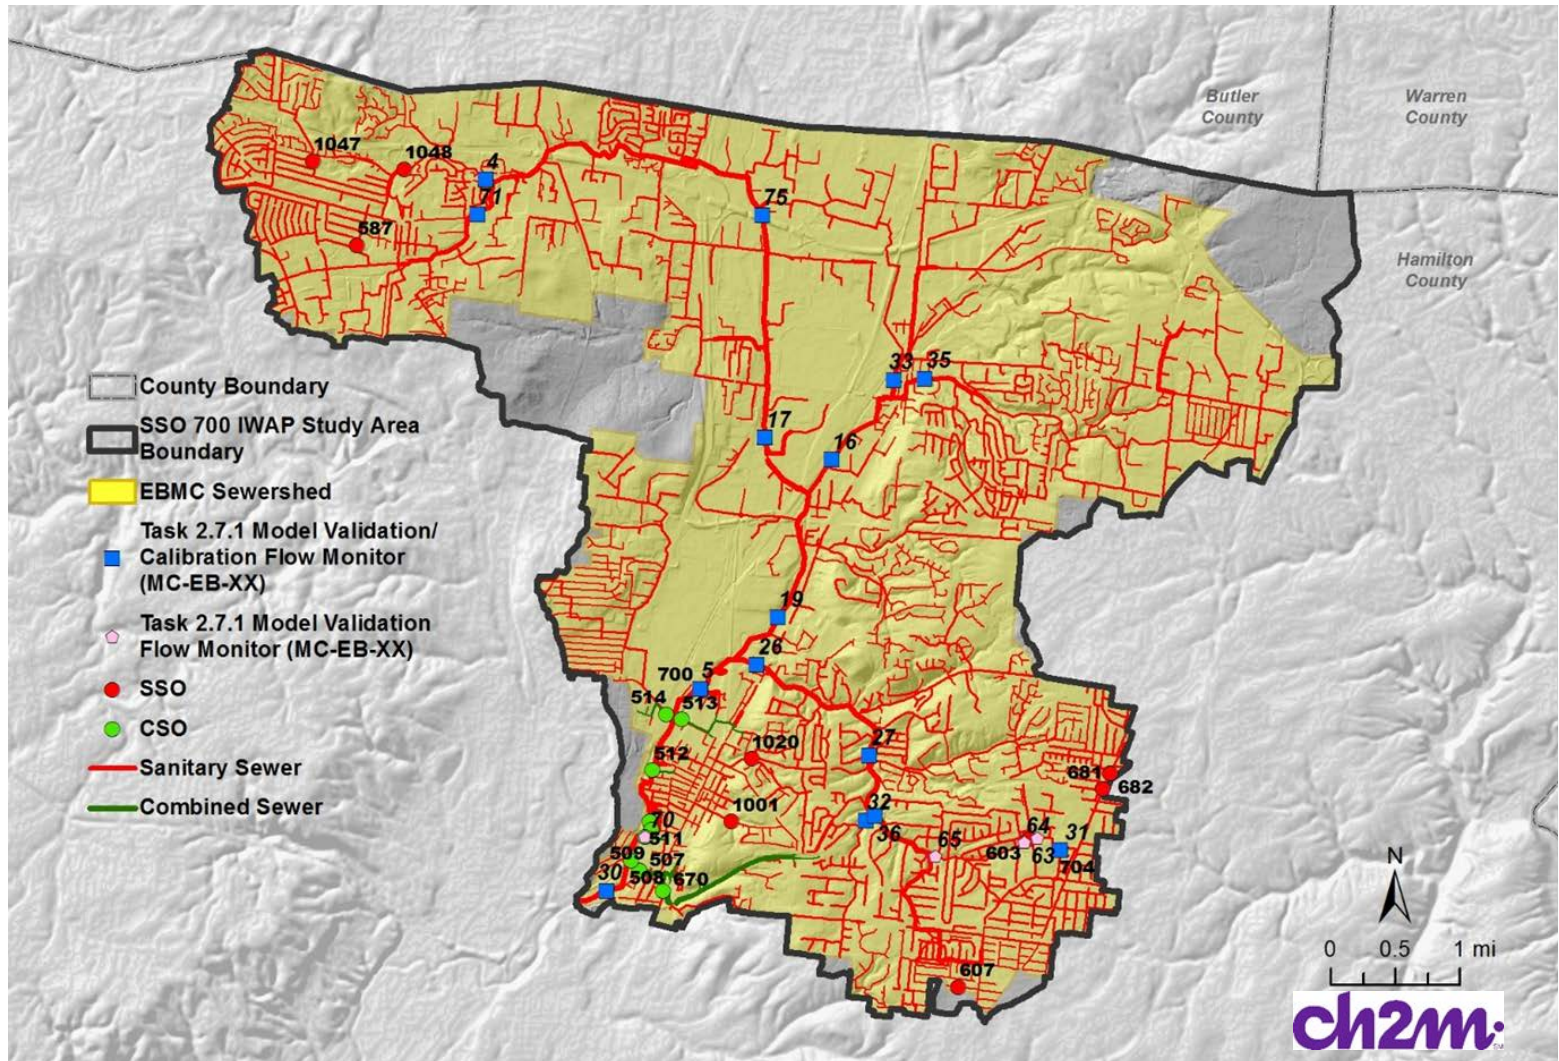 Butler
County
Warren
County
Hamilton
County
1047
1048
4
71
587
75
33
35
17
16
19
26
700
5
514
513
512
1020
27
681
682
1001
32
36
70
511
509
507
508
670
30
65
64
603
63
31
704
607
County Boundary
SSO 700 IWAP Study Area
Boundary
EBMC Sewershed
Task 2.7.1 Model Validation/
Calibration Flow Monitor
(MC-EB-XX)
Task 2.7.1 Model Validation
Flow Monitor (MC-EB-XX)
SSO
CSO
Sanitary Sewer
Combined Sewer
N
0 0.5 1 mi
ch2m